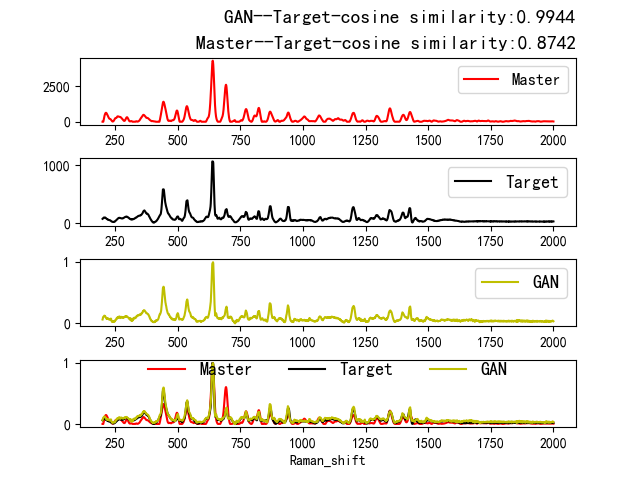 GAN--Target-cosine similarity:0.9944
Master--Target-cosine similarity:0.8742
2500
0
Master
250 500 750 1000 1250 1500 1750 2000
1000
0
Target
250 500 750 1000 1250 1500 1750 2000
1
0
GAN
250 500 750 1000 1250 1500 1750 2000
1
0
Master Target GAN
250 500 750 1000 1250 1500 1750 2000
Raman_shift